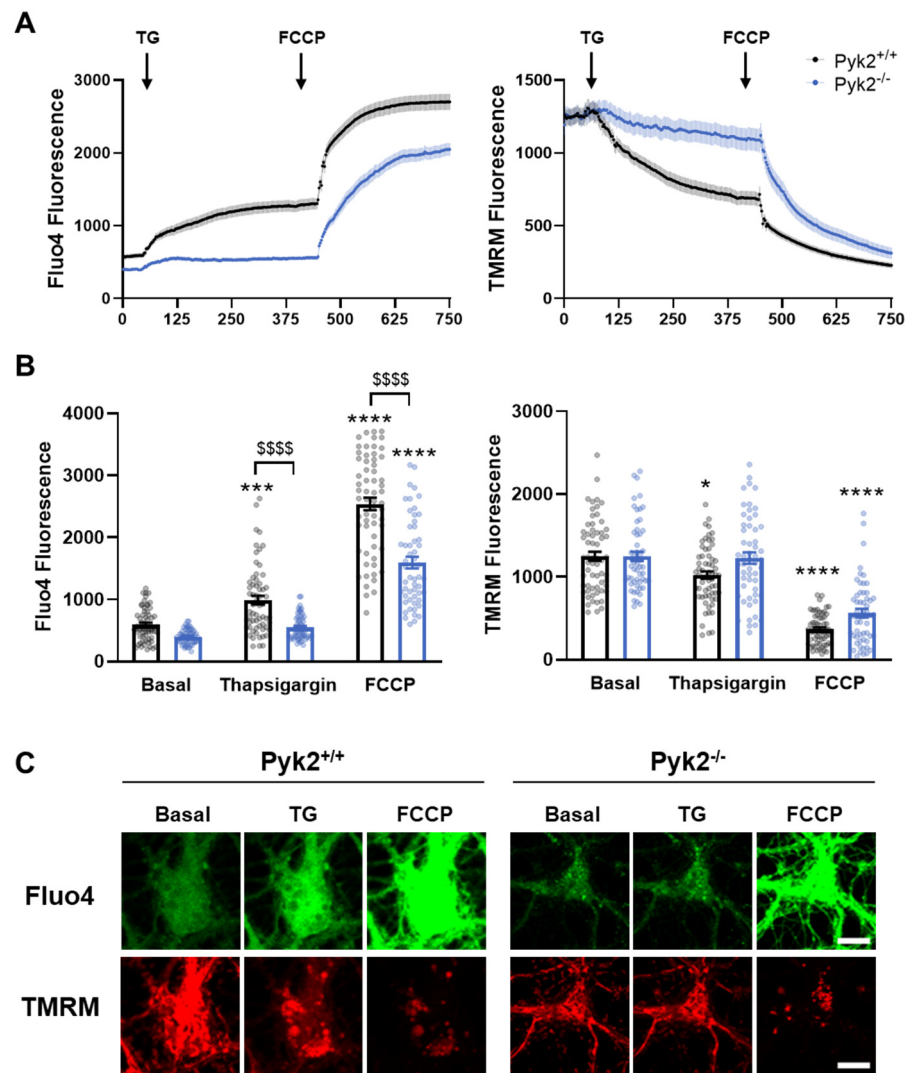 A
TG
FCCP
TG
FCCP
Pyk2+/+
Pyk2-/-
Fluo4 Fluorescence
3000
2000
1000
0
0 125 250 375 500 625 750
TMRM Fluorescence
1500
1000
500
0
0 125 250 375 500 625 750
B
Fluo4 Fluorescence
4000
3000
2000
1000
0
***
$$$$
****
$$$$
****
Basal Thapsigargin FCCP
TMRM Fluorescence
3000
2000
1000
0
*
****
****
Basal Thapsigargin FCCP
C
Pyk2+/+ Pyk2-/-
Basal TG FCCP Basal TG FCCP
Fluo4
TMRM